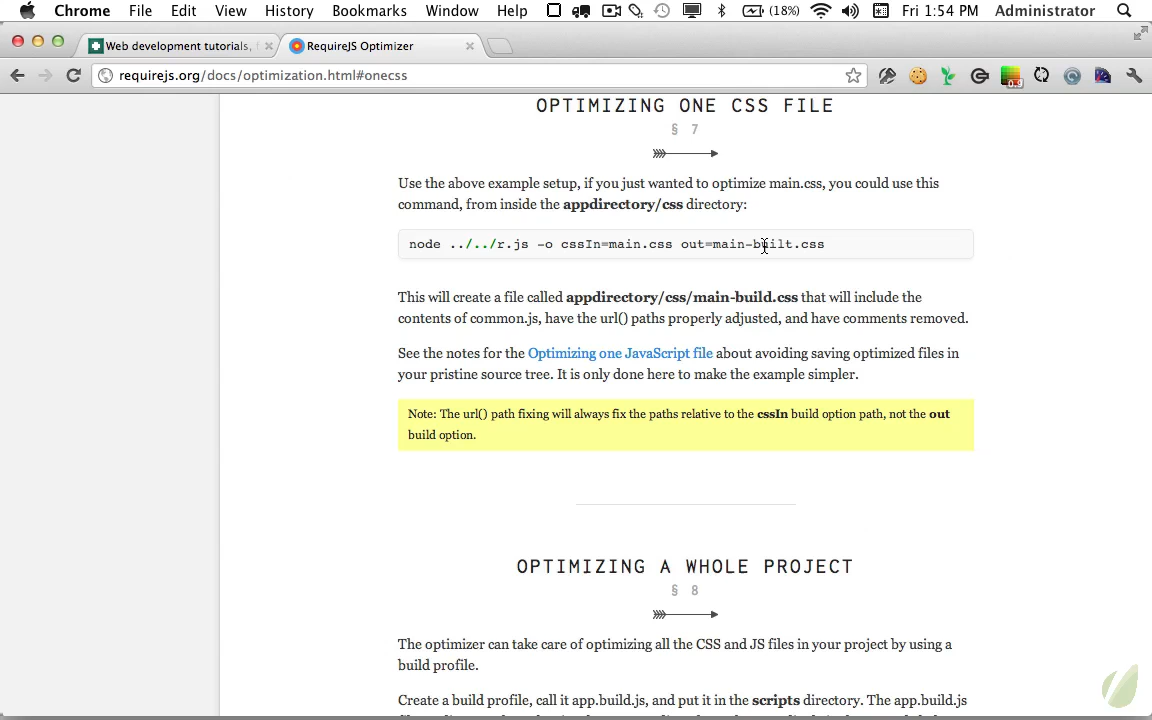 Chrome File Edit View History Bookmarks Window Help (18%) Fri 1:54 PM Administrator
Web development tutorials, RequireJS Optimizer
requirejs.org/docs/optimization.html#onecss
0.3
OPTIMIZING ONE CSS FILE
§ 7
Use the above example setup, if you just wanted to optimize main.css, you could use this
command, from inside the appdirectory/css directory:
node ../../r.js -o cssIn=main.css out=main-built.css
This will create a file called appdirectory/css/main-build.css that will include the
contents of common.js, have the url() paths properly adjusted, and have comments removed.
See the notes for the Optimizing one JavaScript file about avoiding saving optimized files in
your pristine source tree. It is only done here to make the example simpler.
Note: The url() path fixing will always fix the paths relative to the cssIn build option path, not the out
build option.
OPTIMIZING A WHOLE PROJECT
§ 8
The optimizer can take care of optimizing all the CSS and JS files in your project by using a
build profile.
Create a build profile, call it app.build.js, and put it in the scripts directory. The app.build.js